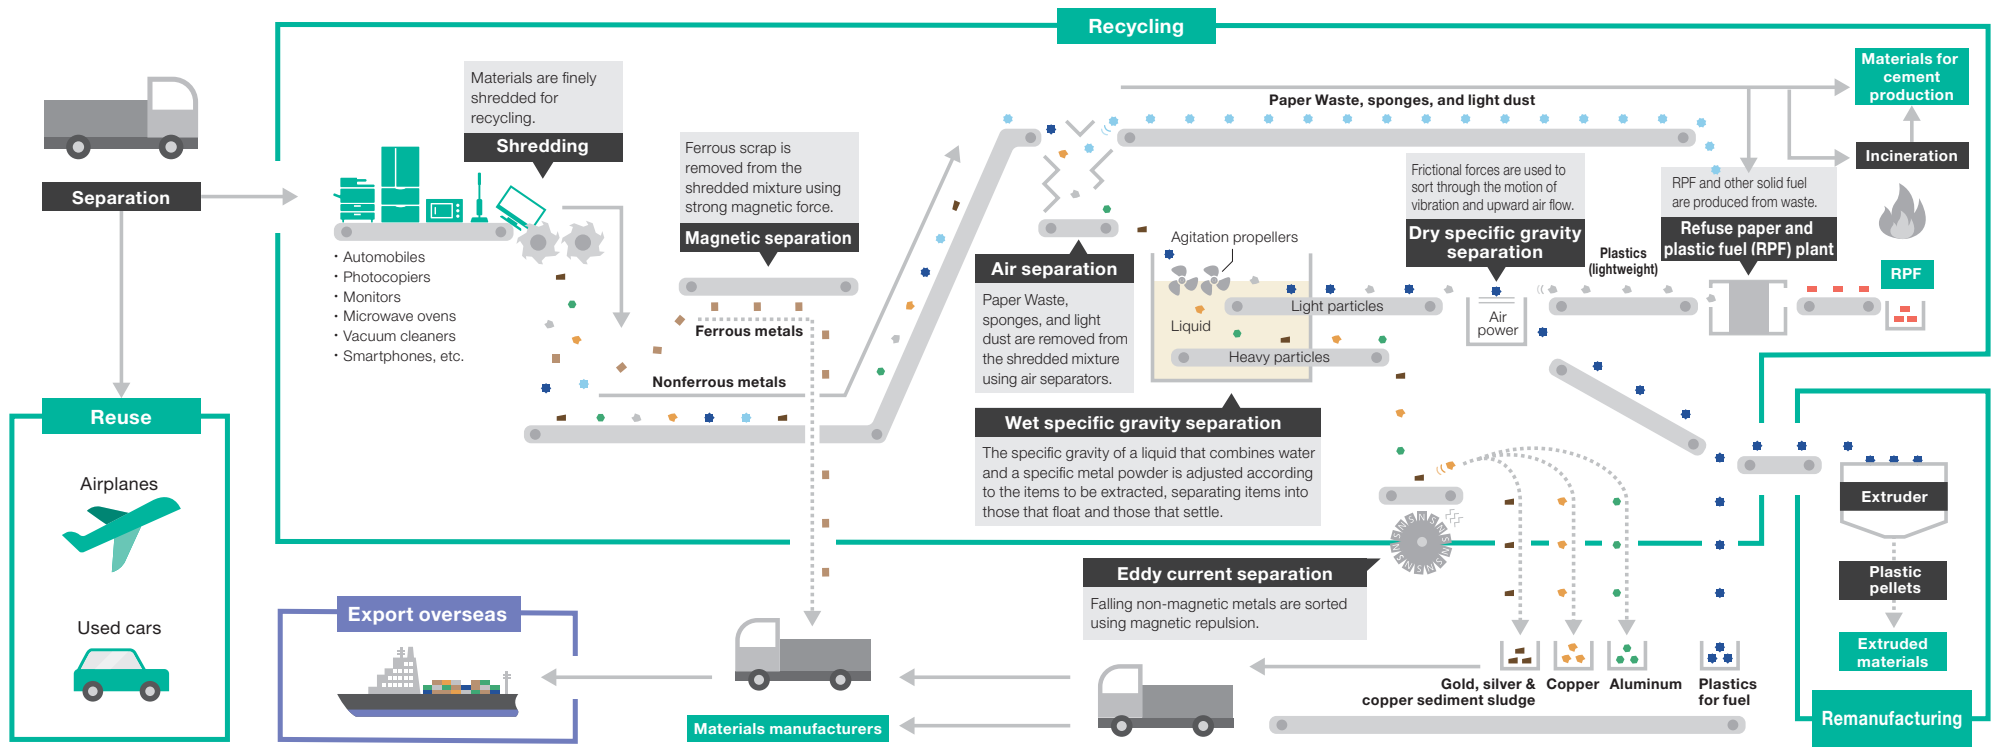 Recycling
Separation
Materials are finely
shredded for
recycling.
Shredding
・Automobiles
・Photocopiers
・Monitors
・Microwave ovens
・Vacuum cleaners
・Smartphones, etc.
Ferrous scrap is
removed from the
shredded mixture using
strong magnetic force.
Magnetic separation
Ferrous metals
Nonferrous metals
Paper Waste, sponges, and light dust
Air separation
Paper Waste,
sponges, and light
dust are removed from
the shredded mixture
using air separators.
Agitation propellers
Liquid
Light particles
Heavy particles
Wet specific gravity separation
The specific gravity of a liquid that combines water
and a specific metal powder is adjusted according
to the items to be extracted, separating items into
those that float and those that settle.
Frictional forces are used to
sort through the motion of
vibration and upward air flow.
Dry specific gravity
separation
Air
power
Plastics
(lightweight)
RPF and other solid fuel
are produced from waste.
Refuse paper and
plastic fuel (RPF) plant
Materials for
cement
production
Incineration
RPF
Eddy current separation
Falling non-magnetic metals are sorted
using magnetic repulsion.
N S N S N S N S N S N S N S N S
Gold, silver &
copper sediment sludge
Copper
Aluminum
Plastics
for fuel
Extruder
Plastic
pellets
Extruded
materials
Remanufacturing
Reuse
Airplanes
Used cars
Export overseas
Materials manufacturers